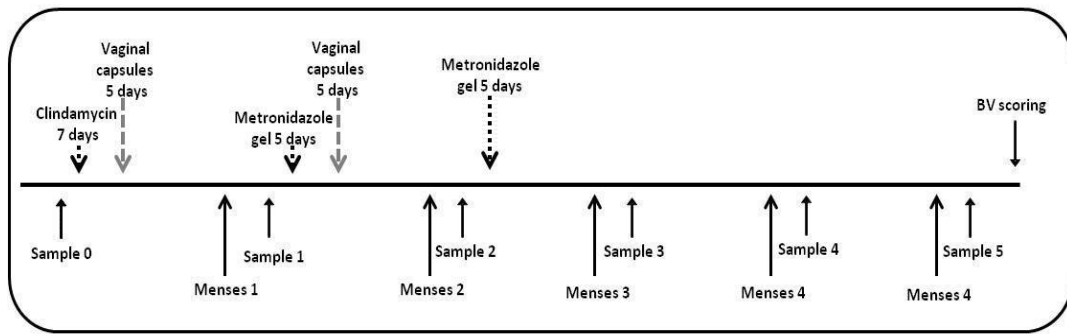 Vaginal
capsules
5 days
Clindamycin
7 days
Metronidazole
gel 5 days
Vaginal
capsules
5 days
Metronidazole
gel 5 days
BV scoring
Sample 0
Menses 1
Sample 1
Menses 2
Sample 2
Menses 3
Sample 3
Menses 4
Sample 4
Menses 4
Sample 5